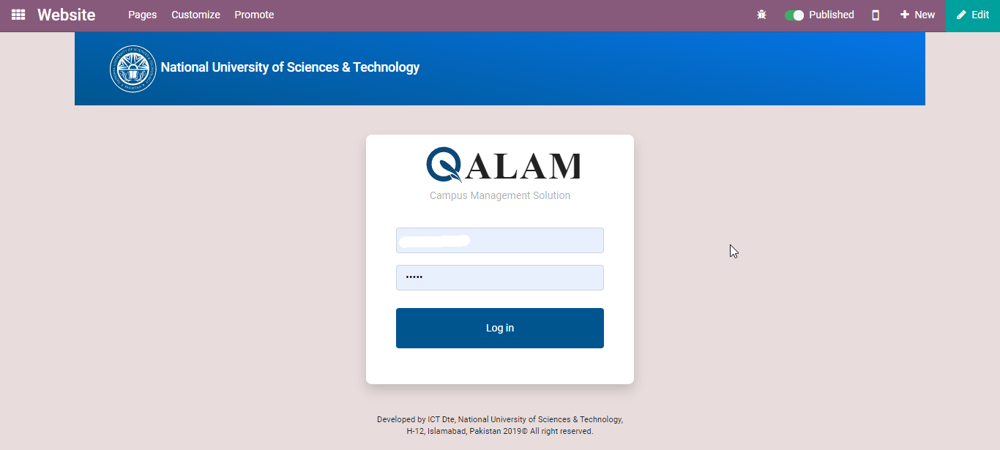 Website Pages Customize Promote Published New Edit
National University of Sciences & Technology
QALAM
Campus Management Solution
•••••
Log in
Developed by ICT Dte, National University of Sciences & Technology,
H-12, Islamabad, Pakistan 2019© All right reserved.